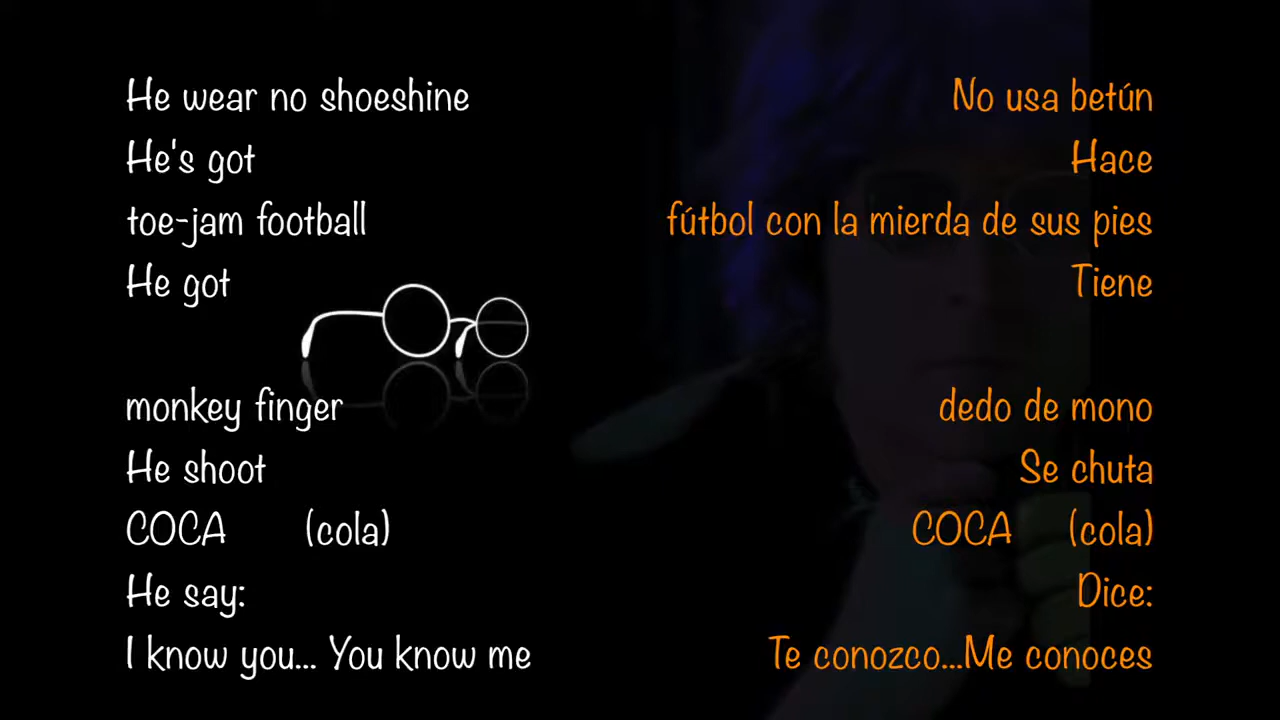 He wear no shoeshine
No usa betún
He's got
Hace
toe-jam football
fútbol con la mierda de sus pies
He got
Tiene
monkey finger
dedo de mono
He shoot
Se chuta
COCA (cola)
COCA (cola)
He say:
Dice:
I know you... You know me
Te conozco...Me conoces